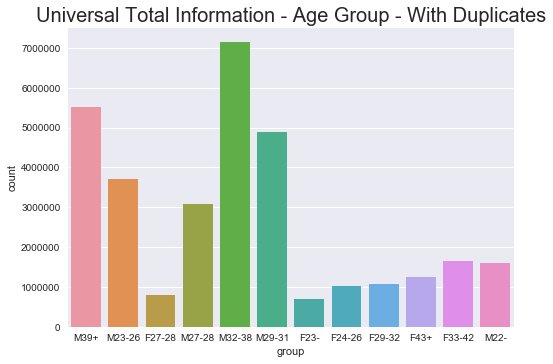 Universal Total Information - Age Group - With Duplicates
7000000
6000000
5000000
4000000
3000000
2000000
1000000
0
count
M39+ M23-26 F27-28 M27-28 M32-38 M29-31 F23- F24-26 F29-32 F43+ F33-42 M22-
group